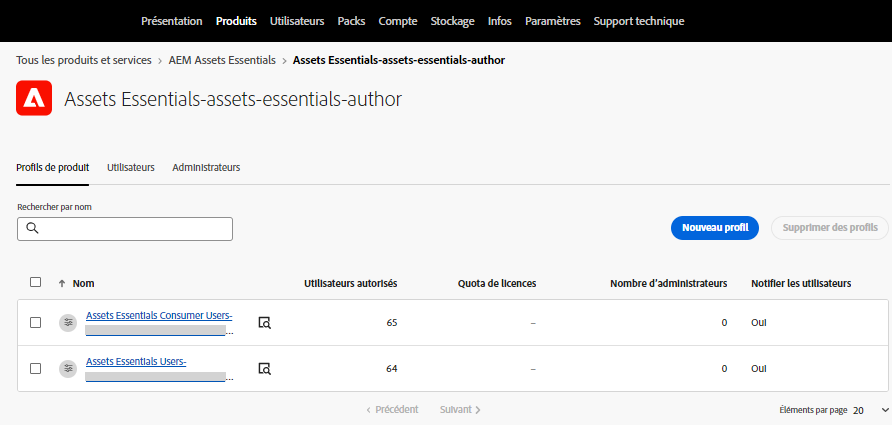 Présentation Produits Utilisateurs Packs Compte Stockage Infos Paramètres Support technique
Tous les produits et services > AEM Assets Essentials > Assets Essentials-assets-essentials-author
Assets Essentials-assets-essentials-author
Profils de produit Utilisateurs Administrateurs
Rechercher par nom
Nouveau profil Supprimer des profils
Nom Utilisateurs autorisés Quota de licences Nombre d'administrateurs Notifier les utilisateurs
Assets Essentials Consumer Users-
... 65 – 0 Oui
Assets Essentials Users-
... 64 – 0 Oui
Précédent Suivant Éléments par page 20